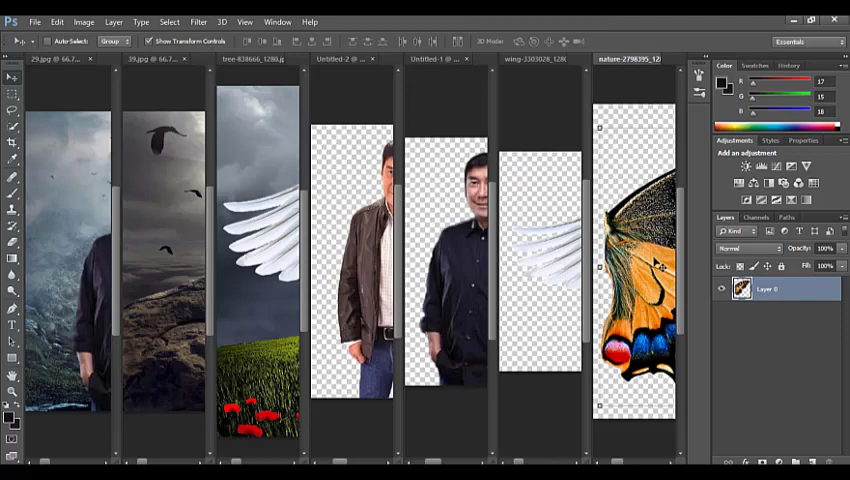 Ps File Edit Image Layer Type Select Filter 3D View Window Help
Auto-Select: Group Show Transform Controls 3D Mode: Essentials
29.jpg @ 66.7... × 39.jpg @ 66.7... × tree-838666_1280.j Untitled-2 @ × Untitled-1 @ × wing-3303028_128( nature-2798395_12
Color Swatches History
R 17
G 15
B 18
Adjustments Styles Properties
Add an adjustment
Layers Channels Paths
Kind
Normal Opacity: 100%
Lock: Fill: 100%
Layer 0
T
fx